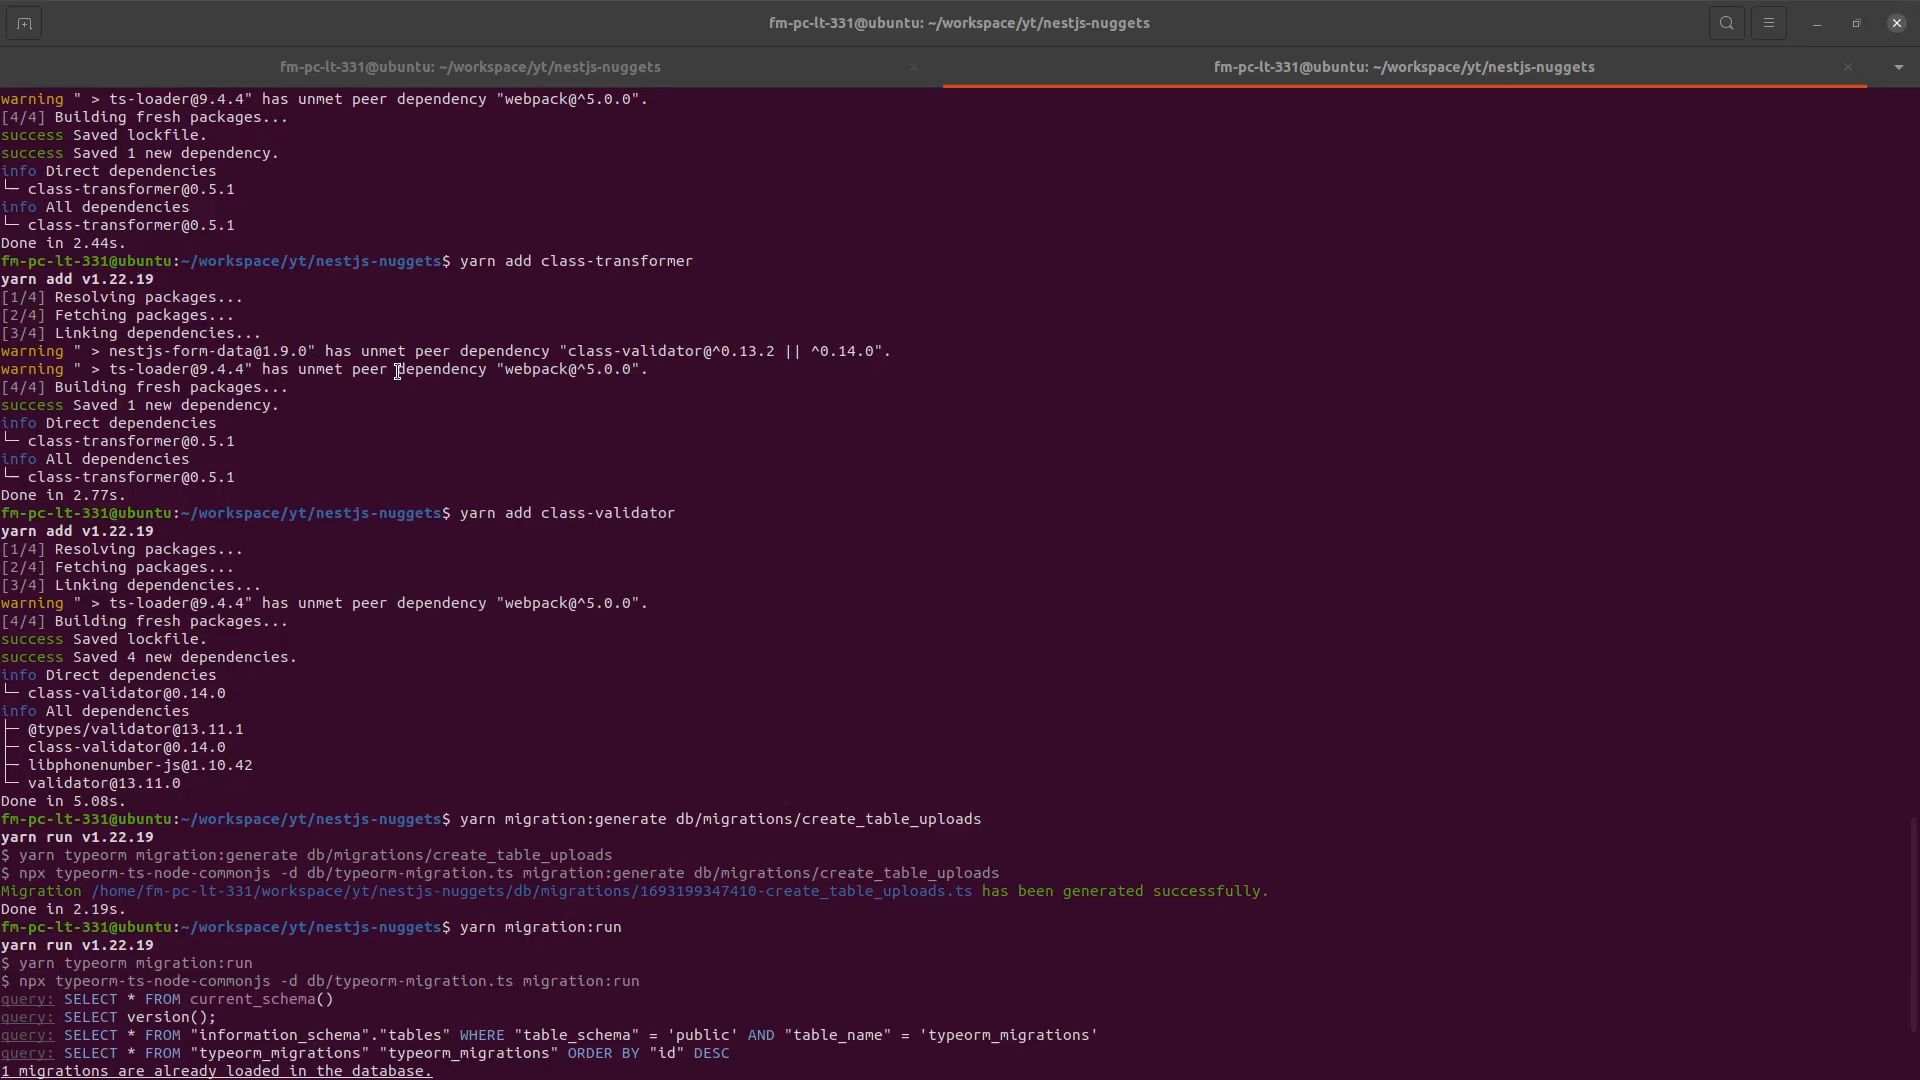 fm-pc-lt-331@ubuntu: ~/workspace/yt/nestjs-nuggets
fm-pc-lt-331@ubuntu: ~/workspace/yt/nestjs-nuggets
fm-pc-lt-331@ubuntu: ~/workspace/yt/nestjs-nuggets
warning " > ts-loader@9.4.4" has unmet peer dependency "webpack@^5.0.0".
[4/4] Building fresh packages...
success Saved lockfile.
success Saved 1 new dependency.
info Direct dependencies
└─ class-transformer@0.5.1
info All dependencies
└─ class-transformer@0.5.1
Done in 2.44s.
fm-pc-lt-331@ubuntu:~/workspace/yt/nestjs-nuggets$ yarn add class-transformer
yarn add v1.22.19
[1/4] Resolving packages...
[2/4] Fetching packages...
[3/4] Linking dependencies...
warning " > nestjs-form-data@1.9.0" has unmet peer dependency "class-validator@^0.13.2 || ^0.14.0".
warning " > ts-loader@9.4.4" has unmet peer dependency "webpack@^5.0.0".
[4/4] Building fresh packages...
success Saved 1 new dependency.
info Direct dependencies
└─ class-transformer@0.5.1
info All dependencies
└─ class-transformer@0.5.1
Done in 2.77s.
fm-pc-lt-331@ubuntu:~/workspace/yt/nestjs-nuggets$ yarn add class-validator
yarn add v1.22.19
[1/4] Resolving packages...
[2/4] Fetching packages...
[3/4] Linking dependencies...
warning " > ts-loader@9.4.4" has unmet peer dependency "webpack@^5.0.0".
[4/4] Building fresh packages...
success Saved lockfile.
success Saved 4 new dependencies.
info Direct dependencies
└─ class-validator@0.14.0
info All dependencies
├─ @types/validator@13.11.1
├─ class-validator@0.14.0
├─ libphonenumber-js@1.10.42
└─ validator@13.11.0
Done in 5.08s.
fm-pc-lt-331@ubuntu:~/workspace/yt/nestjs-nuggets$ yarn migration:generate db/migrations/create_table_uploads
yarn run v1.22.19
$ yarn typeorm migration:generate db/migrations/create_table_uploads
$ npx typeorm-ts-node-commonjs -d db/typeorm-migration.ts migration:generate db/migrations/create_table_uploads
Migration /home/fm-pc-lt-331/workspace/yt/nestjs-nuggets/db/migrations/1693199347410-create_table_uploads.ts has been generated successfully.
Done in 2.19s.
fm-pc-lt-331@ubuntu:~/workspace/yt/nestjs-nuggets$ yarn migration:run
yarn run v1.22.19
$ yarn typeorm migration:run
$ npx typeorm-ts-node-commonjs -d db/typeorm-migration.ts migration:run
query: SELECT * FROM current_schema()
query: SELECT version();
query: SELECT * FROM "information_schema"."tables" WHERE "table_schema" = 'public' AND "table_name" = 'typeorm_migrations'
query: SELECT * FROM "typeorm_migrations" "typeorm_migrations" ORDER BY "id" DESC
1 migrations are already loaded in the database.